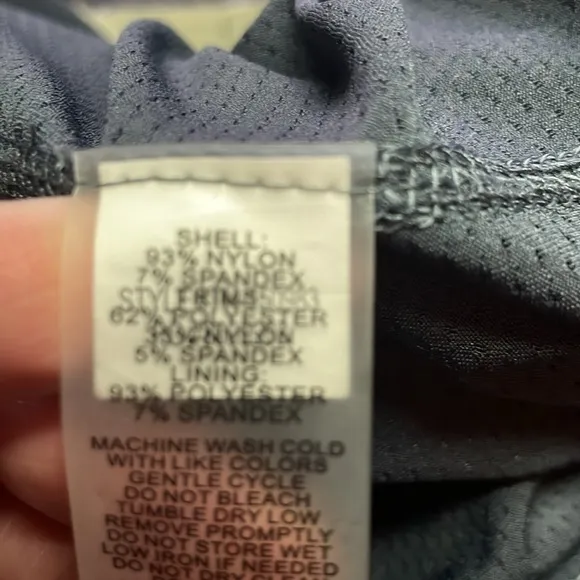 SHELL:
93% NYLON
7% SPANDEX
62% POLYESTER
NYLON
5% SPANDEX
LINING:
93% POLYESTER
7% SPANDEX
MACHINE WASH COLD
WITH LIKE COLORS
GENTLE CYCLE
DO NOT BLEACH
TUMBLE DRY LOW
REMOVE PROMPTLY
DO NOT STORE WET
LOW IRON IF NEEDED
DO NOT DRY CLEAN